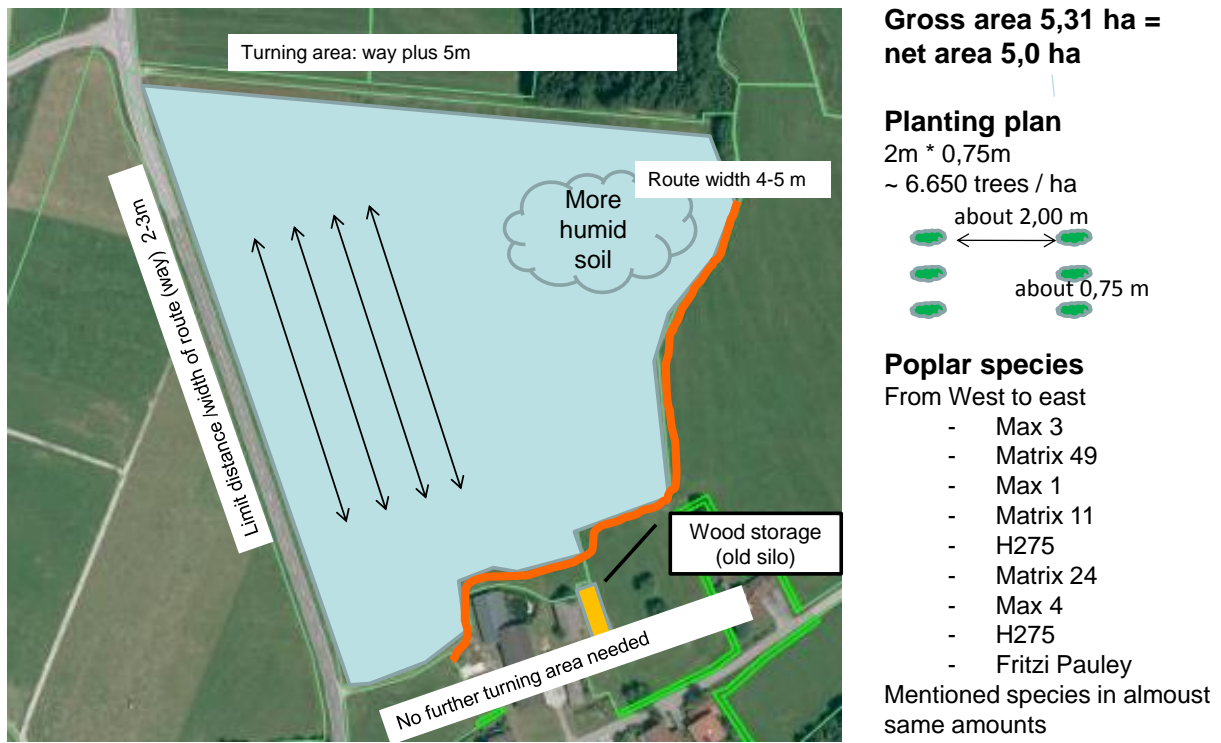 Turning area: way plus 5m
Route width 4-5 m
More
humid
soil
Limit distance /width of route (way)  2-3m
Wood storage
(old silo)
No further turning area needed
Gross area 5,31 ha =
net area 5,0 ha
Planting plan
2m * 0,75m
~ 6.650 trees / ha
about 2,00 m
about 0,75 m
Poplar species
From West to east
- Max 3
- Matrix 49
- Max 1
- Matrix 11
- H275
- Matrix 24
- Max 4
- H275
- Fritzi Pauley
Mentioned species in almoust
same amounts